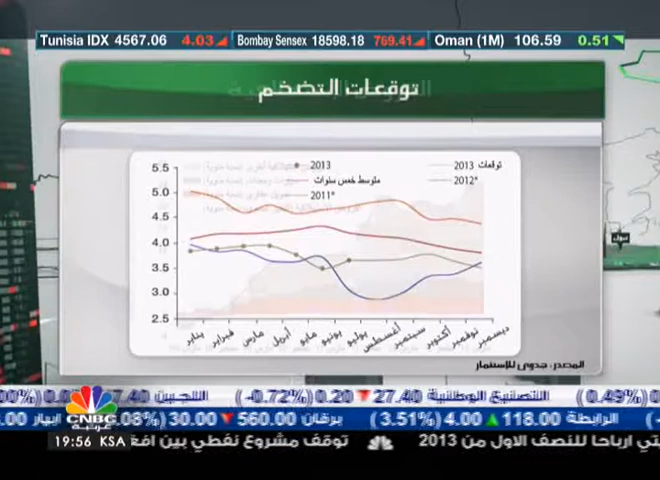 Tunisia IDX 4567.06 4.03 Bombay Sensex 18598.18 769.41 Oman (1M) 106.59 0.51
توقعات التضخم
2013 توقعات 2013
متوسط خمس سنوات 2012*
2011*
5.5
5.0
4.5
4.0
3.5
3.0
2.5
يناير فبراير مارس أبريل مايو يونيو يوليو أغسطس سبتمبر أكتوبر نوفمبر ديسمبر
المصدر: جدوى للاستثمار
(0.49%) التصنيع الوطنية 27.40 0.20 (-0.72%) اللجين
الرابطة 118.00 4.00 (3.51%) برقان 560.00 30.00
CNBC
عربية
19:56 KSA
ارباحا للنصف الاول من 2013
توقف مشروع نفطي بين